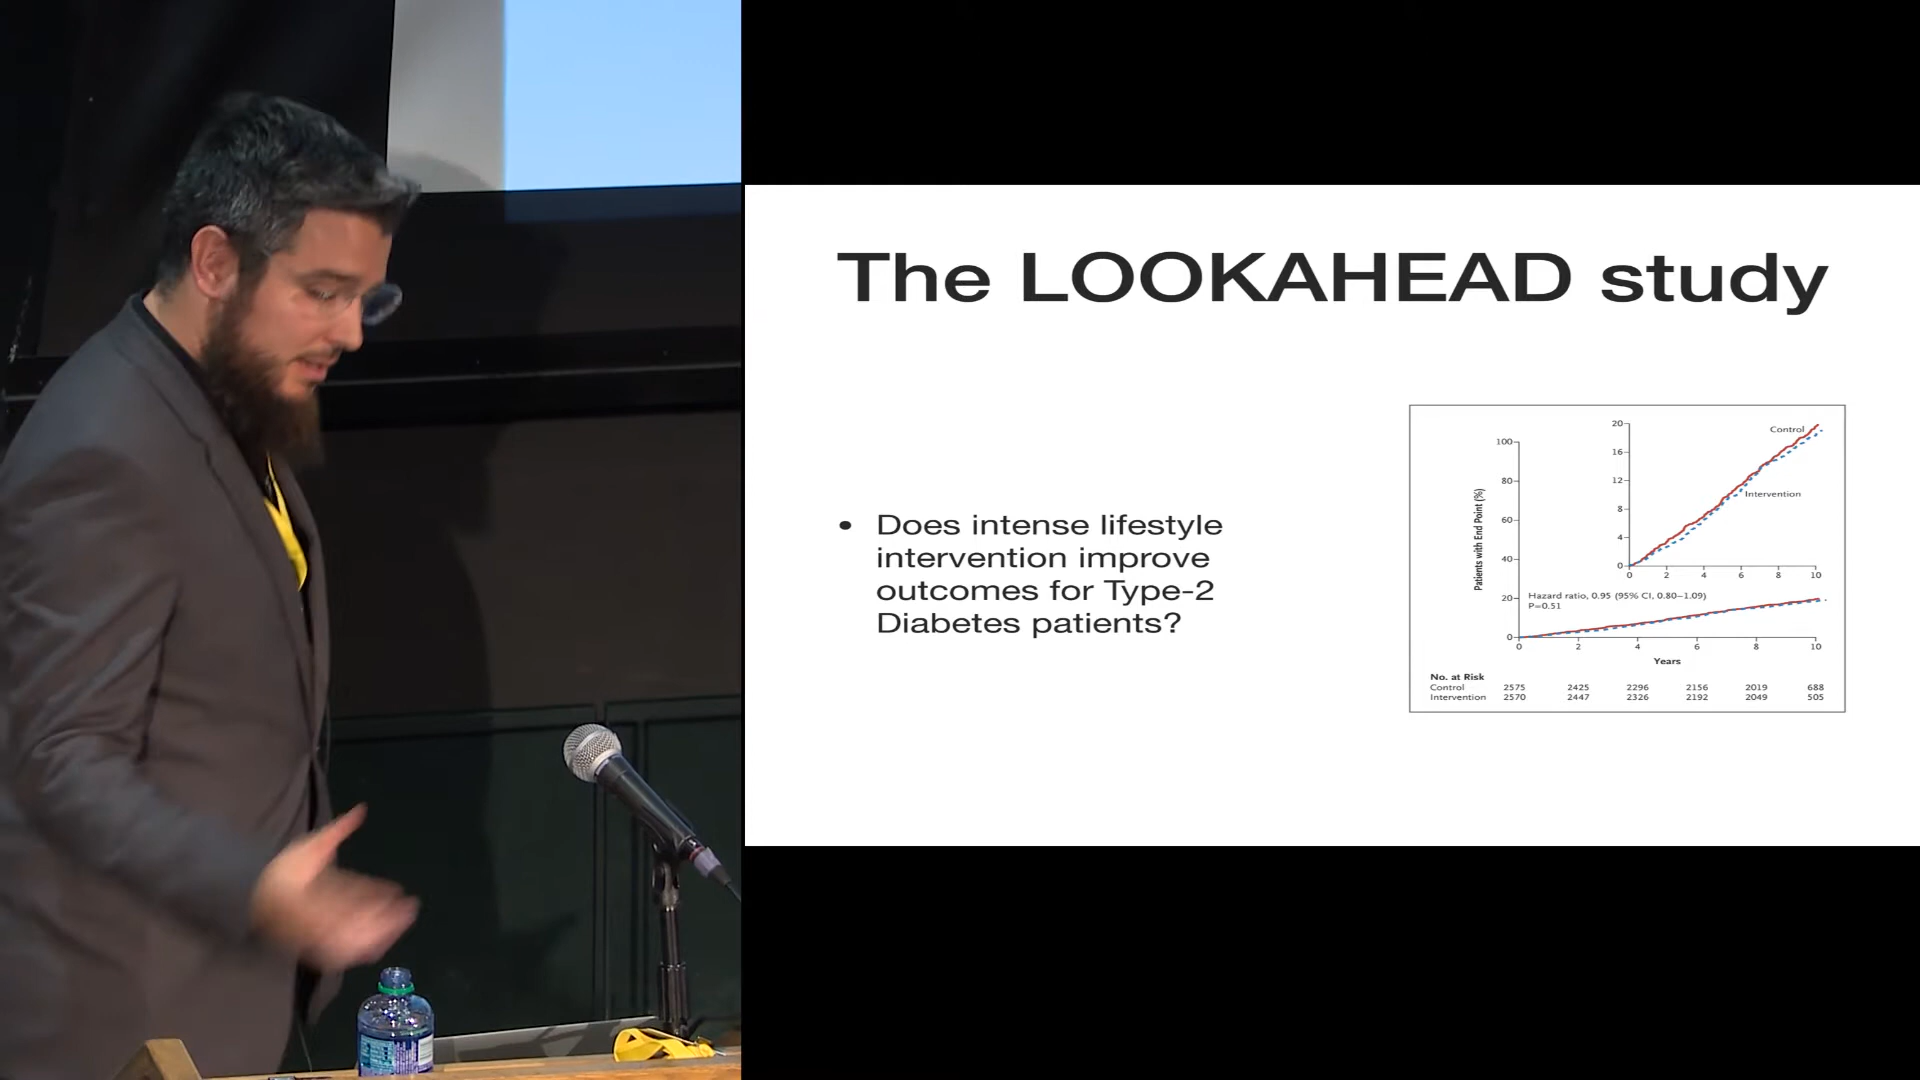 The LOOKAHEAD study
• Does intense lifestyle
intervention improve
outcomes for Type-2
Diabetes patients?
Patients with End Point (%)
100
80
60
40
20
0
20
16
12
8
4
0
Control
Intervention
0 2 4 6 8 10
Hazard ratio, 0.95 (95% CI, 0.80–1.09)
P=0.51
0 2 4 6 8 10
Years
No. at Risk
Control 2575 2425 2296 2156 2019 688
Intervention 2570 2447 2326 2192 2049 505